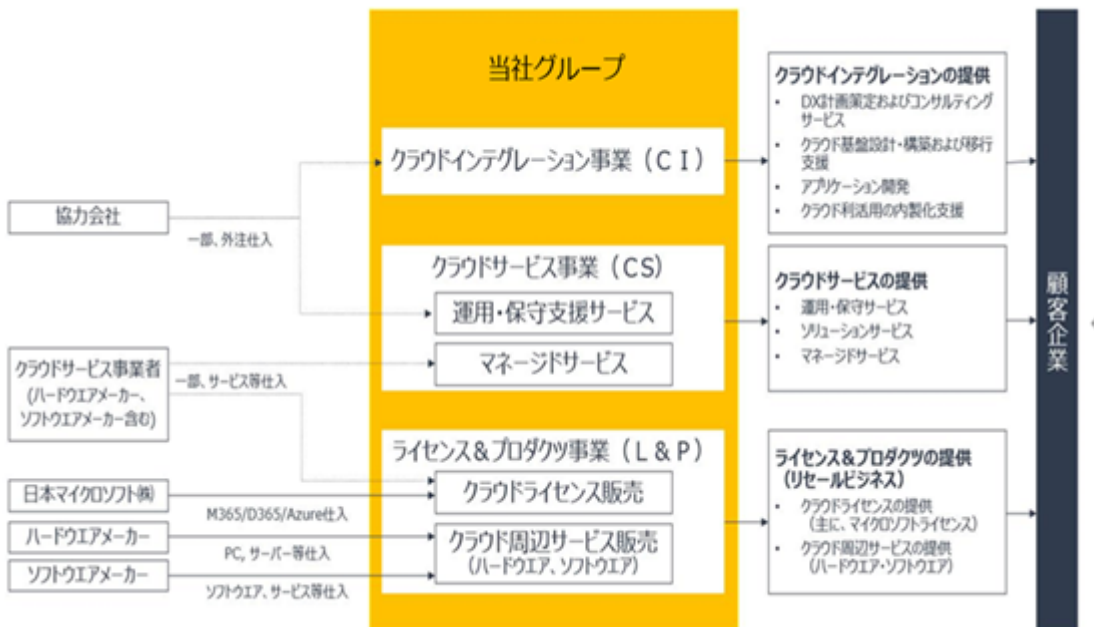 当社グループ
クラウドインテグレーション事業（ＣＩ）
クラウドサービス事業（CS）
運用・保守支援サービス
マネージドサービス
ライセンス＆プロダクツ事業（Ｌ＆Ｐ）
クラウドライセンス販売
クラウド周辺サービス販売
（ハードウエア、ソフトウエア）
協力会社
一部、外注仕入
クラウドサービス事業者
（ハードウエアメーカー、
ソフトウエアメーカー含む）
一部、サービス等仕入
日本マイクロソフト㈱
M365/D365/Azure仕入
ハードウエアメーカー
PC, サーバー等仕入
ソフトウエアメーカー
ソフトウエア、サービス等仕入
クラウドインテグレーションの提供
・ DX計画策定およびコンサルティング
サービス
・ クラウド基盤設計・構築および移行
支援
・ アプリケーション開発
・ クラウド利活用の内製化支援
クラウドサービスの提供
・ 運用・保守サービス
・ ソリューションサービス
・ マネージドサービス
ライセンス＆プロダクツの提供
（リセールビジネス）
・ クラウドライセンスの提供
（主に、マイクロソフトライセンス）
・ クラウド周辺サービスの提供
（ハードウエア・ソフトウエア）
顧客企業